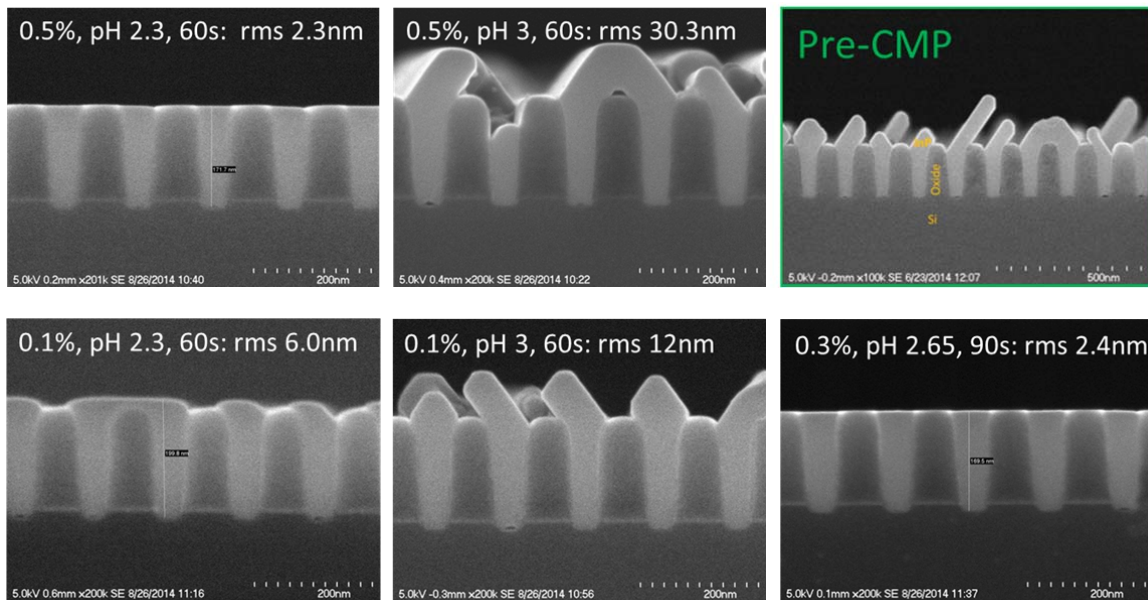 0.5%, pH 2.3, 60s: rms 2.3nm
171.7 nm
5.0kV 0.2mm x201k SE 8/26/2014 10:40
200nm
0.5%, pH 3, 60s: rms 30.3nm
5.0kV 0.4mm x200k SE 8/26/2014 10:22
200nm
Pre-CMP
InP
Oxide
Si
5.0kV -0.2mm x100k SE 6/23/2014 12:07
500nm
0.1%, pH 2.3, 60s: rms 6.0nm
199.8 nm
5.0kV 0.6mm x200k SE 8/26/2014 11:16
200nm
0.1%, pH 3, 60s: rms 12nm
5.0kV -0.3mm x200k SE 8/26/2014 10:56
200nm
0.3%, pH 2.65, 90s: rms 2.4nm
5.0kV 0.1mm x200k SE 8/26/2014 11:37
200nm